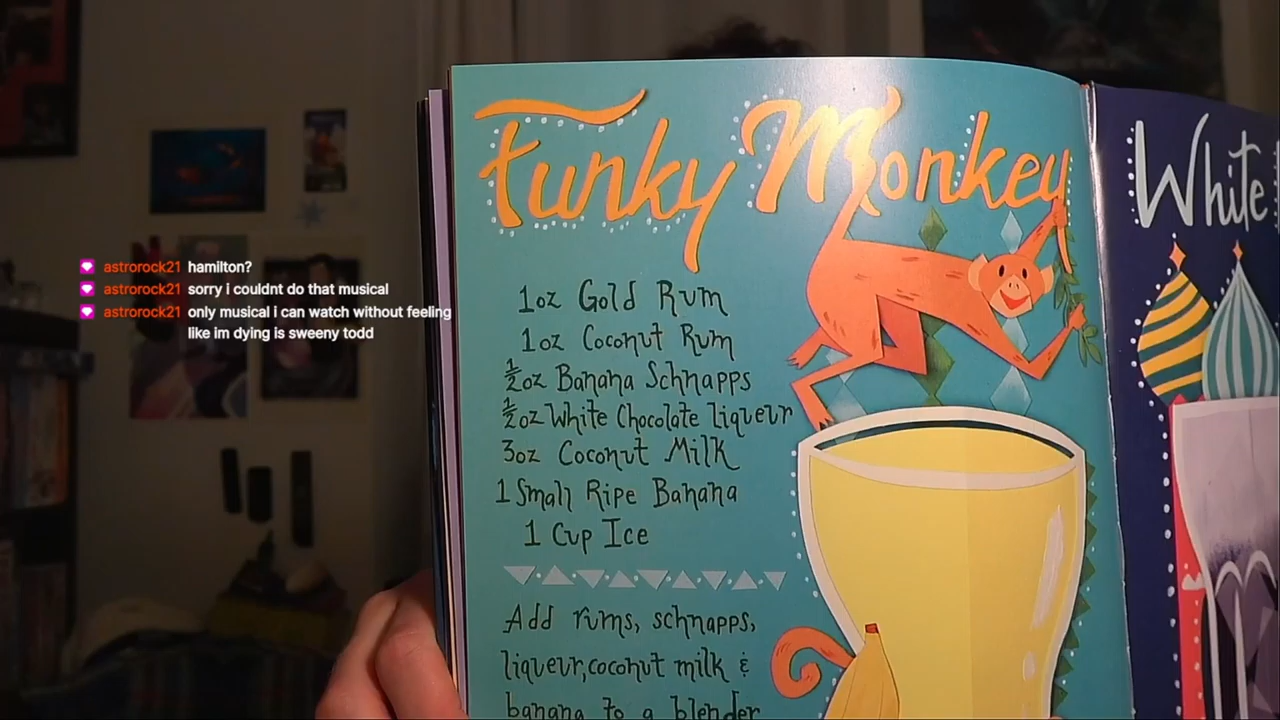 Funky Monkey
1oz Gold Rum
1oz Coconut Rum
½oz Banana Schnapps
½oz White Chocolate liqueur
3oz Coconut Milk
1 Small Ripe Banana
1 Cup Ice
Add rums, schnapps,
liqueur, coconut milk &
banana to a blender
White
astrorock21 hamilton?
astrorock21 sorry i couldnt do that musical
astrorock21 only musical i can watch without feeling
like im dying is sweeny todd